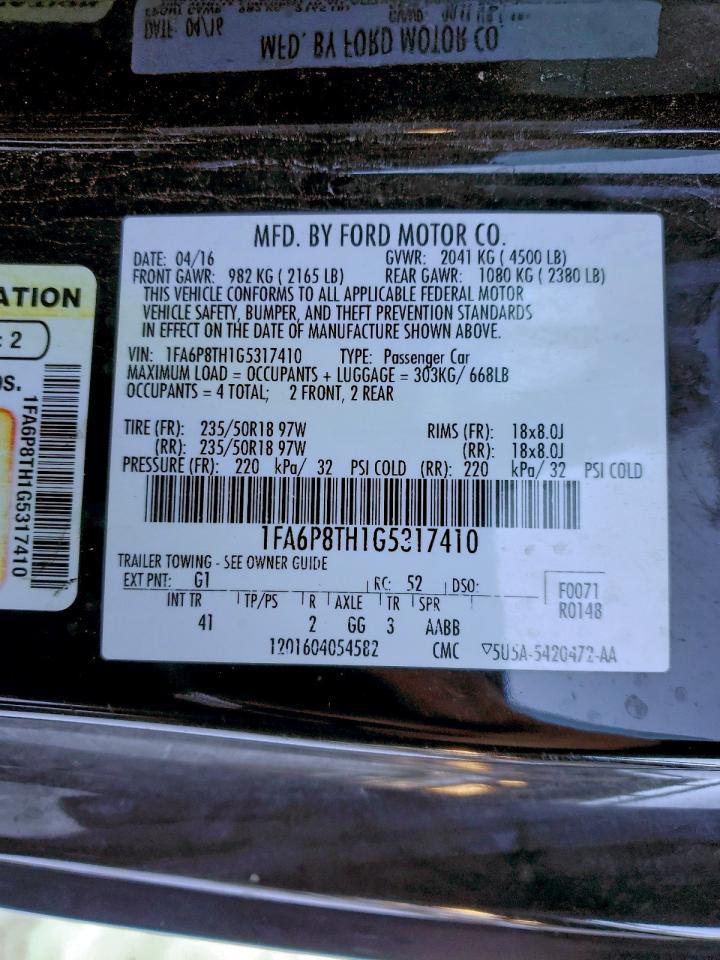 DATE: 04/16
MFD. BY FORD MOTOR CO.
MFD. BY FORD MOTOR CO.
DATE: 04/16 GVWR: 2041 KG ( 4500 LB)
FRONT GAWR: 982 KG ( 2165 LB) REAR GAWR: 1080 KG ( 2380 LB)
THIS VEHICLE CONFORMS TO ALL APPLICABLE FEDERAL MOTOR
VEHICLE SAFETY, BUMPER, AND THEFT PREVENTION STANDARDS
IN EFFECT ON THE DATE OF MANUFACTURE SHOWN ABOVE.
VIN: 1FA6P8TH1G5317410 TYPE: Passenger Car
MAXIMUM LOAD = OCCUPANTS + LUGGAGE = 303KG/ 668LB
OCCUPANTS = 4 TOTAL; 2 FRONT, 2 REAR
TIRE (FR): 235/50R18 97W RIMS (FR): 18x8.0J
(RR): 235/50R18 97W (RR): 18x8.0J
PRESSURE (FR): 220 kPa/ 32 PSI COLD (RR): 220 kPa/ 32 PSI COLD
1FA6P8TH1G5317410
TRAILER TOWING - SEE OWNER GUIDE
EXT PNT: G1 RC: 52 DSO:
F0071
R0148
INT TR TP/PS R AXLE TR SPR
41 2 GG 3 AABB
1201604054582 CMC 5U5A-5420472-AA
ATION
: 2
OS.
1FA6P8TH1G5317410